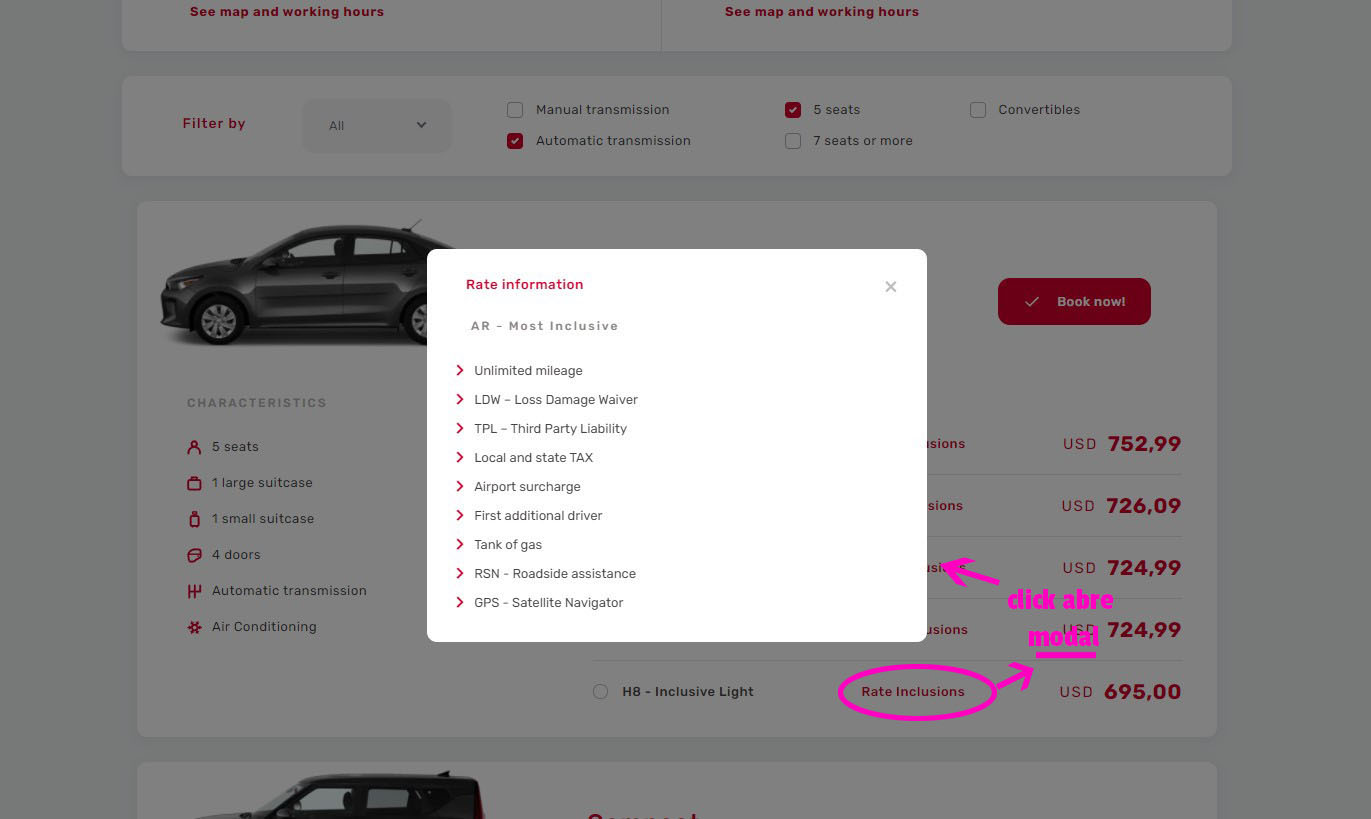 See map and working hours
See map and working hours
Filter by
All
Manual transmission
5 seats
Convertibles
Automatic transmission
7 seats or more
Rate information
AR - Most Inclusive
Unlimited mileage
LDW – Loss Damage Waiver
TPL – Third Party Liability
Local and state TAX
Airport surcharge
First additional driver
Tank of gas
RSN - Roadside assistance
GPS - Satellite Navigator
Book now!
CHARACTERISTICS
5 seats
1 large suitcase
1 small suitcase
4 doors
Automatic transmission
Air Conditioning
USD 752,99
USD 726,09
USD 724,99
click abre
modal
USD 724,99
H8 - Inclusive Light
Rate Inclusions
USD 695,00